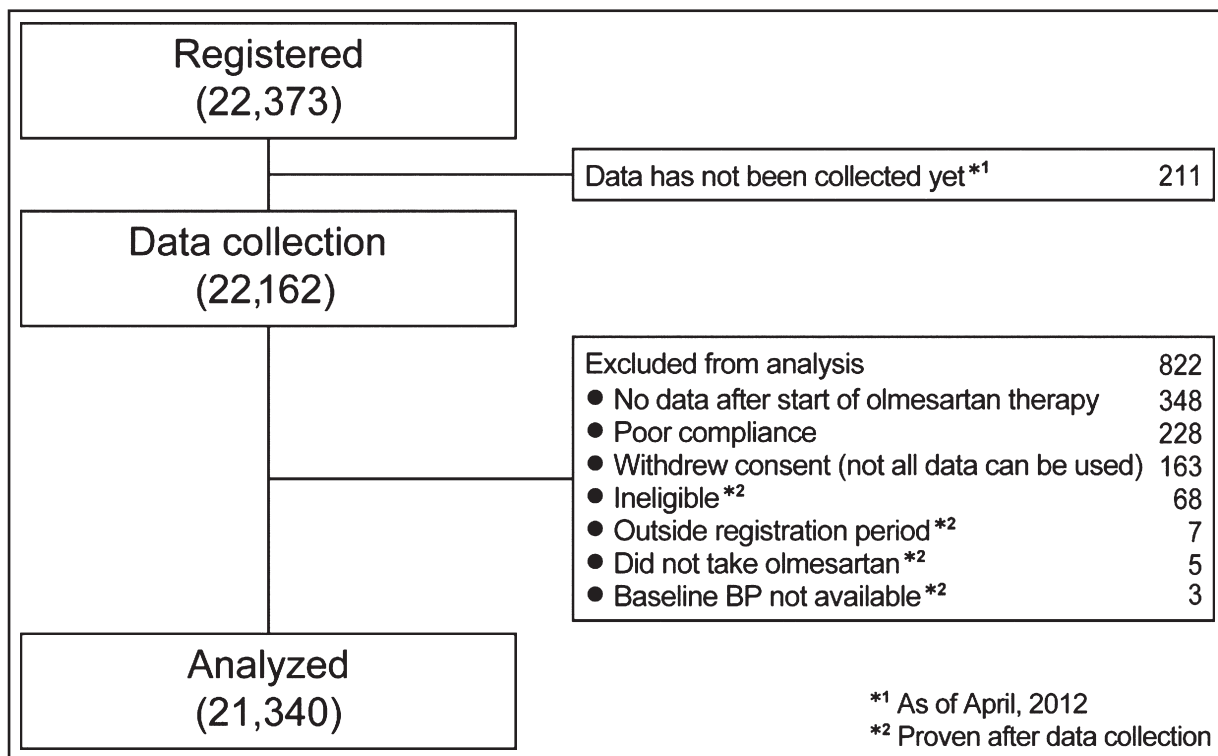 Registered
(22,373)
Data has not been collected yet*1 211
Data collection
(22,162)
Excluded from analysis 822
● No data after start of olmesartan therapy 348
● Poor compliance 228
● Withdrew consent (not all data can be used) 163
● Ineligible*2 68
● Outside registration period*2 7
● Did not take olmesartan*2 5
● Baseline BP not available*2 3
Analyzed
(21,340)
*1 As of April, 2012
*2 Proven after data collection